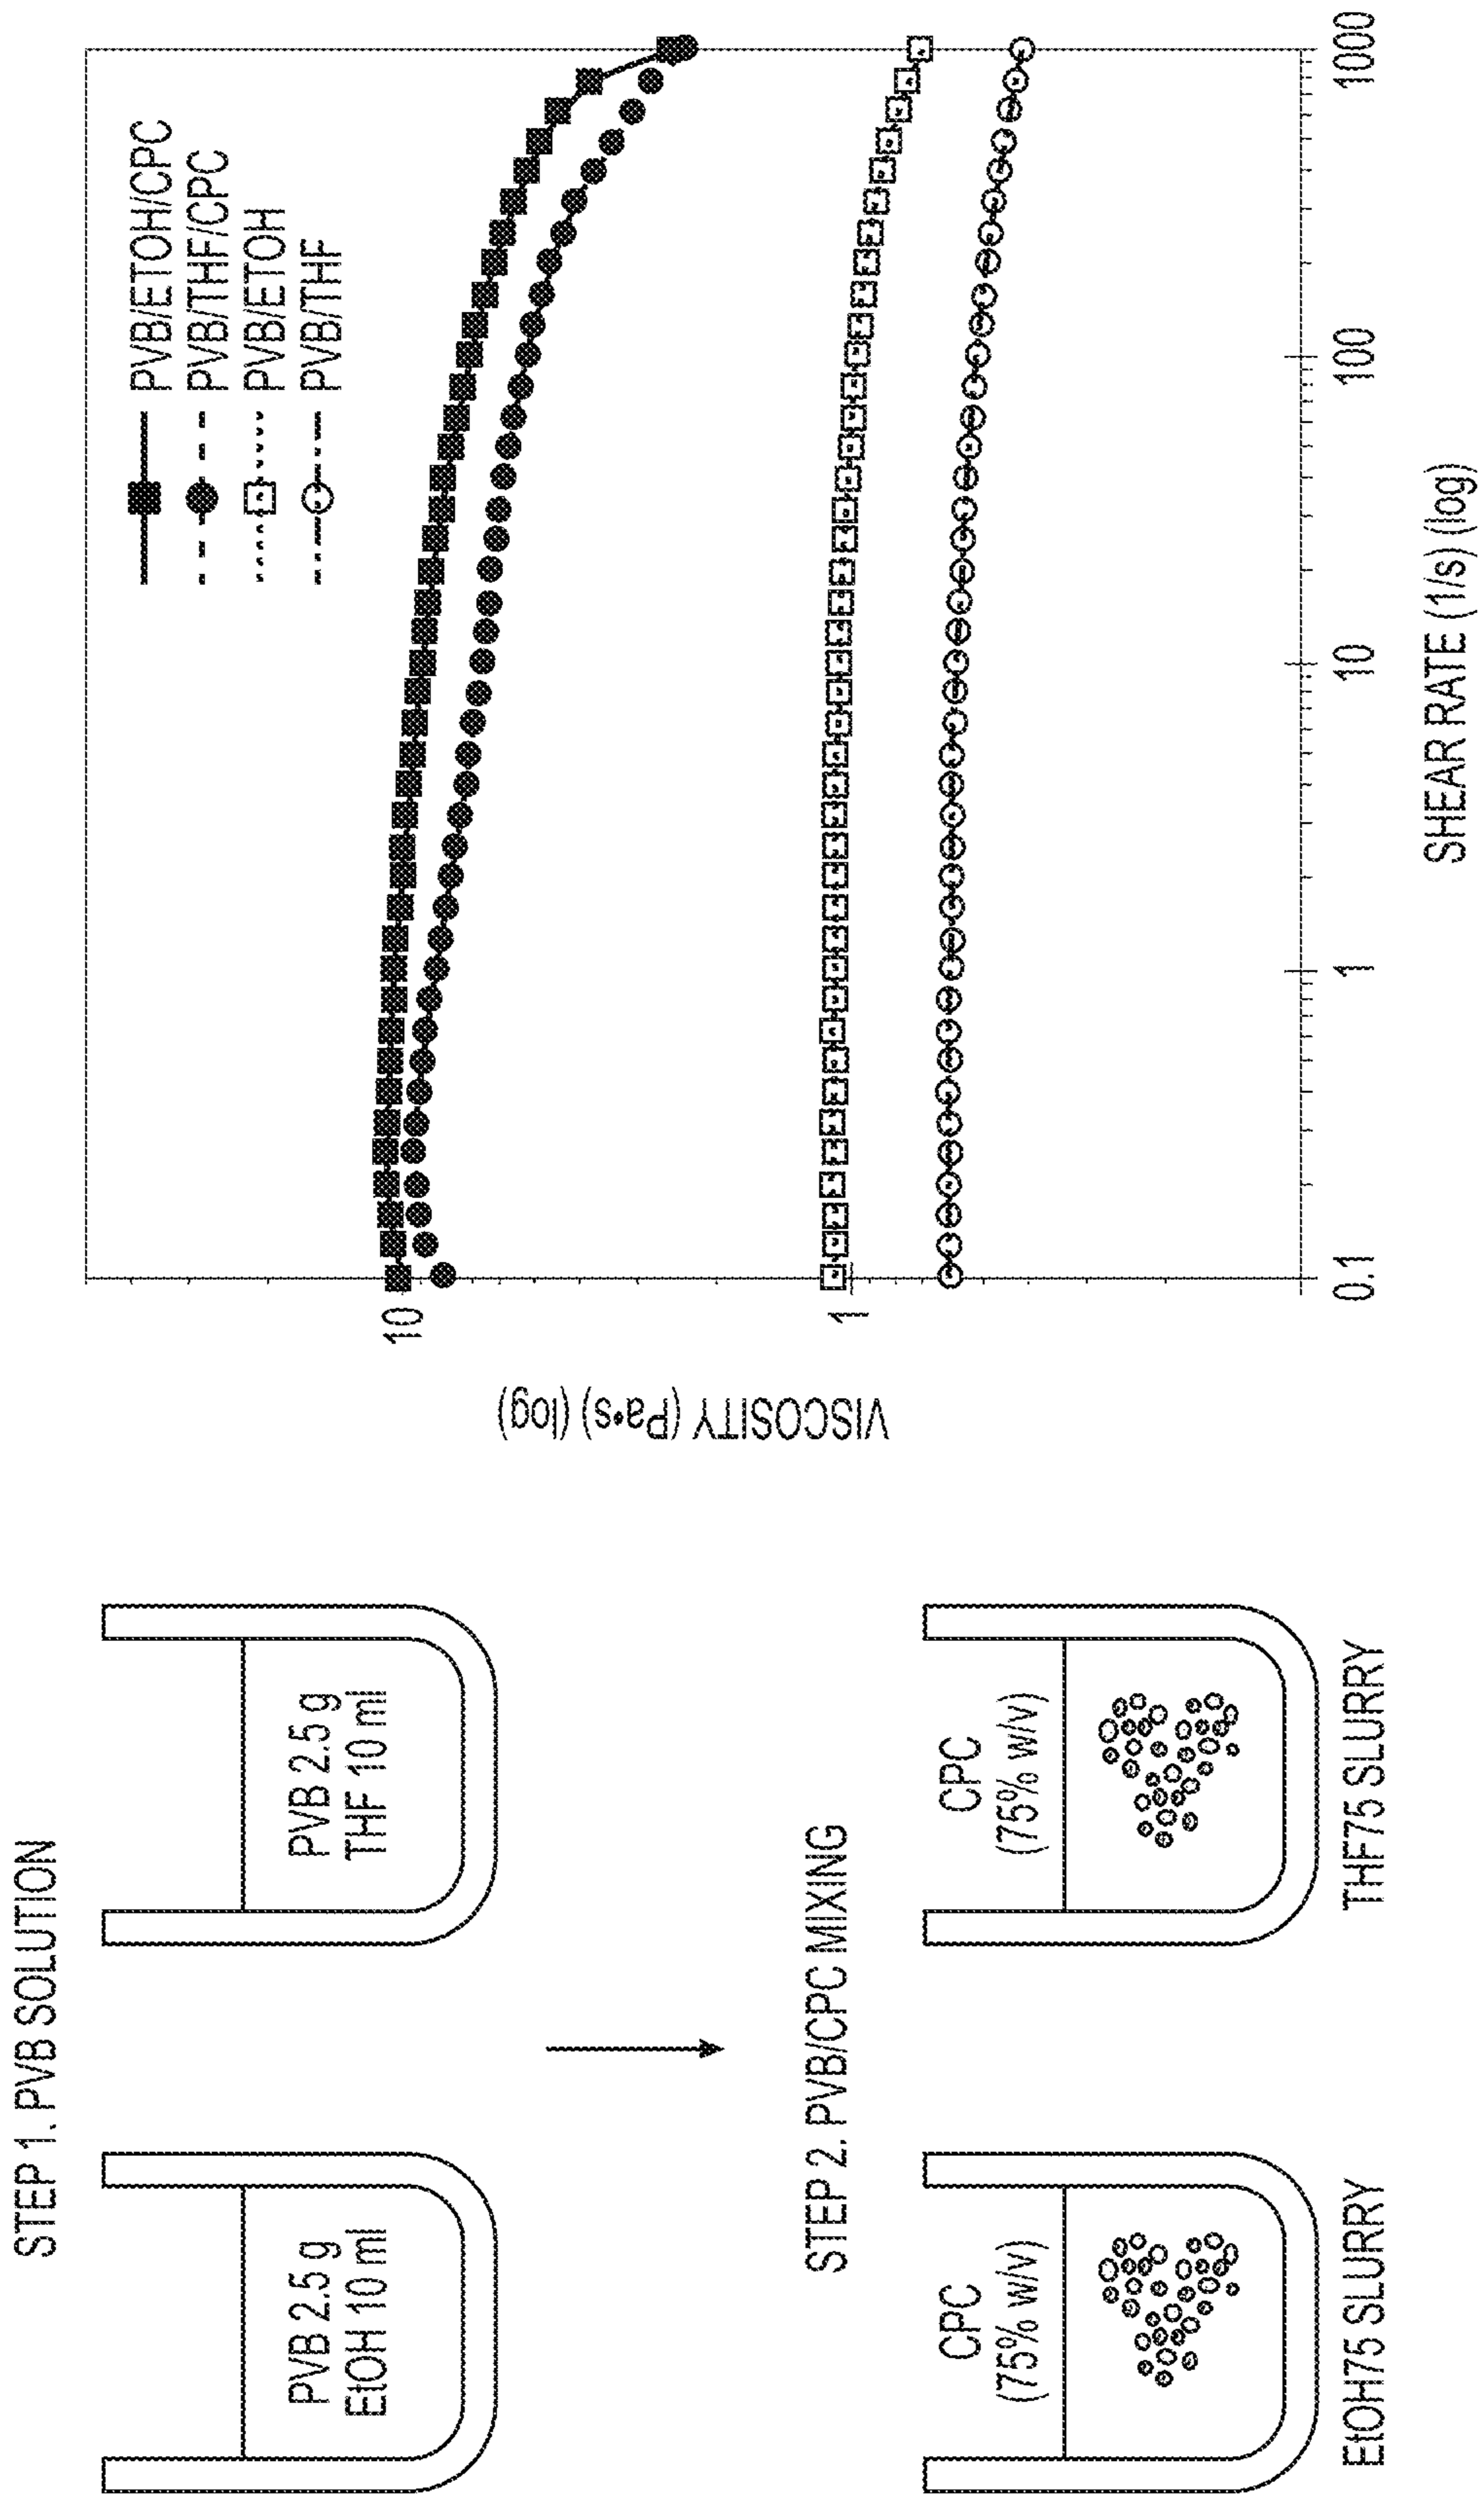 STEP 1. PVB SOLUTION
PVB 2.5 g
EtOH 10 ml
PVB 2.5 g
THF 10 ml
STEP 2. PVB/CPC MIXING
CPC
(75% w/v)
EtOH75 SLURRY
CPC
(75% w/v)
THF75 SLURRY
PVB/ETOH/CPC
PVB/THF/CPC
PVB/ETOH
PVB/THF
VISCOSITY (Pa•s) (log)
10
1
0.1
1
10
100
1000
SHEAR RATE (1/s) (log)